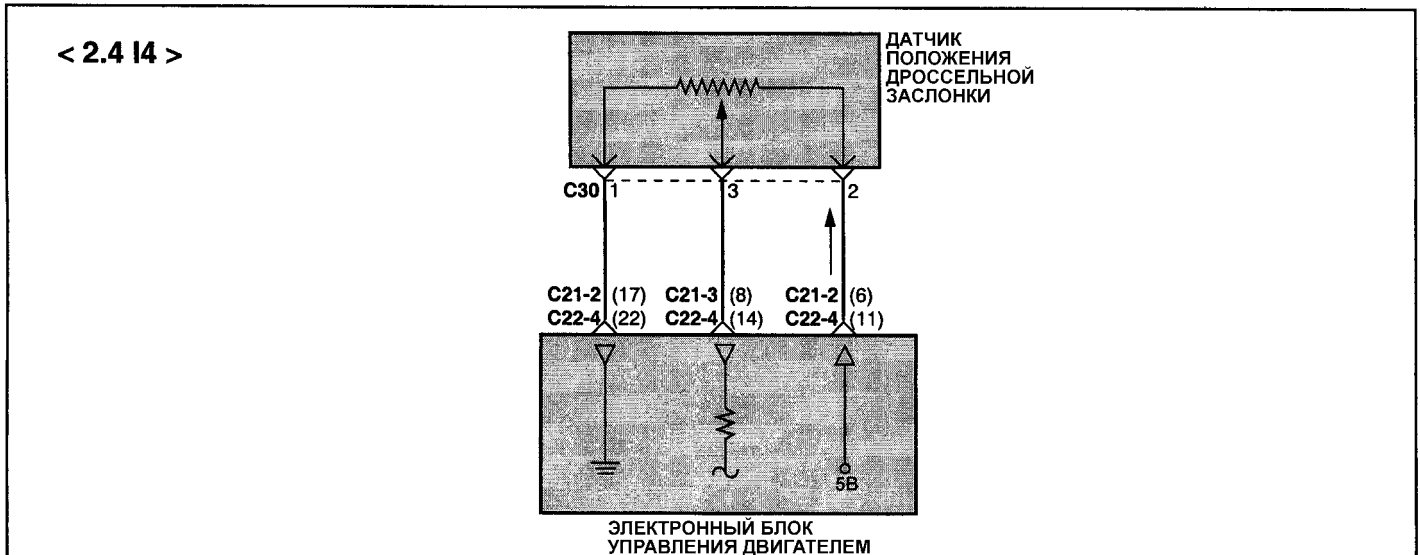 < 2.4 I4 >
ДАТЧИК
ПОЛОЖЕНИЯ
ДРОССЕЛЬНОЙ
ЗАСЛОНКИ
C30 1 3 2
C21-2 (17) C21-3 (8) C21-2 (6)
C22-4 (22) C22-4 (14) C22-4 (11)
5В
ЭЛЕКТРОННЫЙ БЛОК
УПРАВЛЕНИЯ ДВИГАТЕЛЕМ